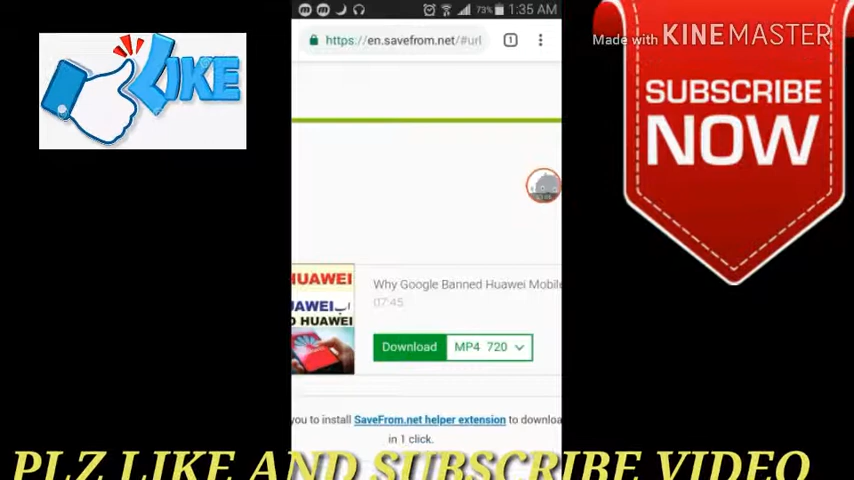 73% 1:35 AM
https://en.savefrom.net/#url
1
Made with KINEMASTER
LIKE
SUBSCRIBE
NOW
HUAWEI
اب
D HUAWEI
Why Google Banned Huawei Mobile
07:45
Download MP4 720
you to install SaveFrom.net helper extension to downloa
in 1 click.
PLZ LIKE AND SUBSCRIBE VIDEO